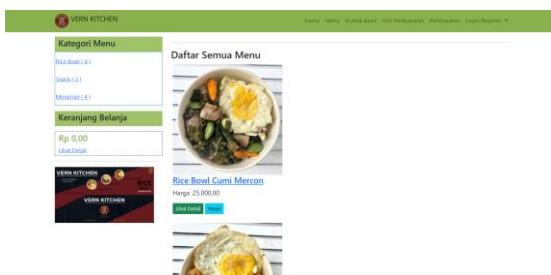 VERN KITCHEN
Home Menu Kontak Kami Info Pembayaran Pembayaran Login/Register
Kategori Menu
Rice Bowl ( 4 )
Snack ( 3 )
Minuman ( 4 )
Keranjang Belanja
Rp 0,00
Lihat Detail
VERN KITCHEN
RICE
VERN KITCHEN
Daftar Semua Menu
Rice Bowl Cumi Mercon
Harga :25.000,00
Lihat Detail Pesan